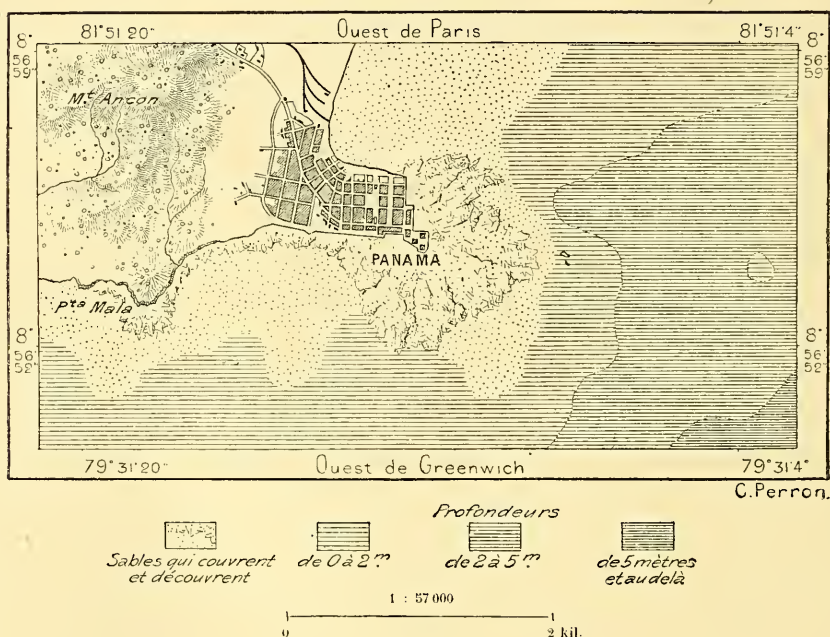 81°51'20" Ouest de Paris 81°51'4"
8°
56'
59"
8°
56'
59"
Mt Ancon
PANAMA
Pta Mala
8°
56'
52"
8°
56'
52"
79°31'20" Ouest de Greenwich 79°31'4"
C. Perron.
Profondeurs
Sables qui couvrent
et découvrent
de 0 à 2 m.
de 2 à 5 m.
de 5 mètres
et au delà
1 : 57 000
0 2 kil.